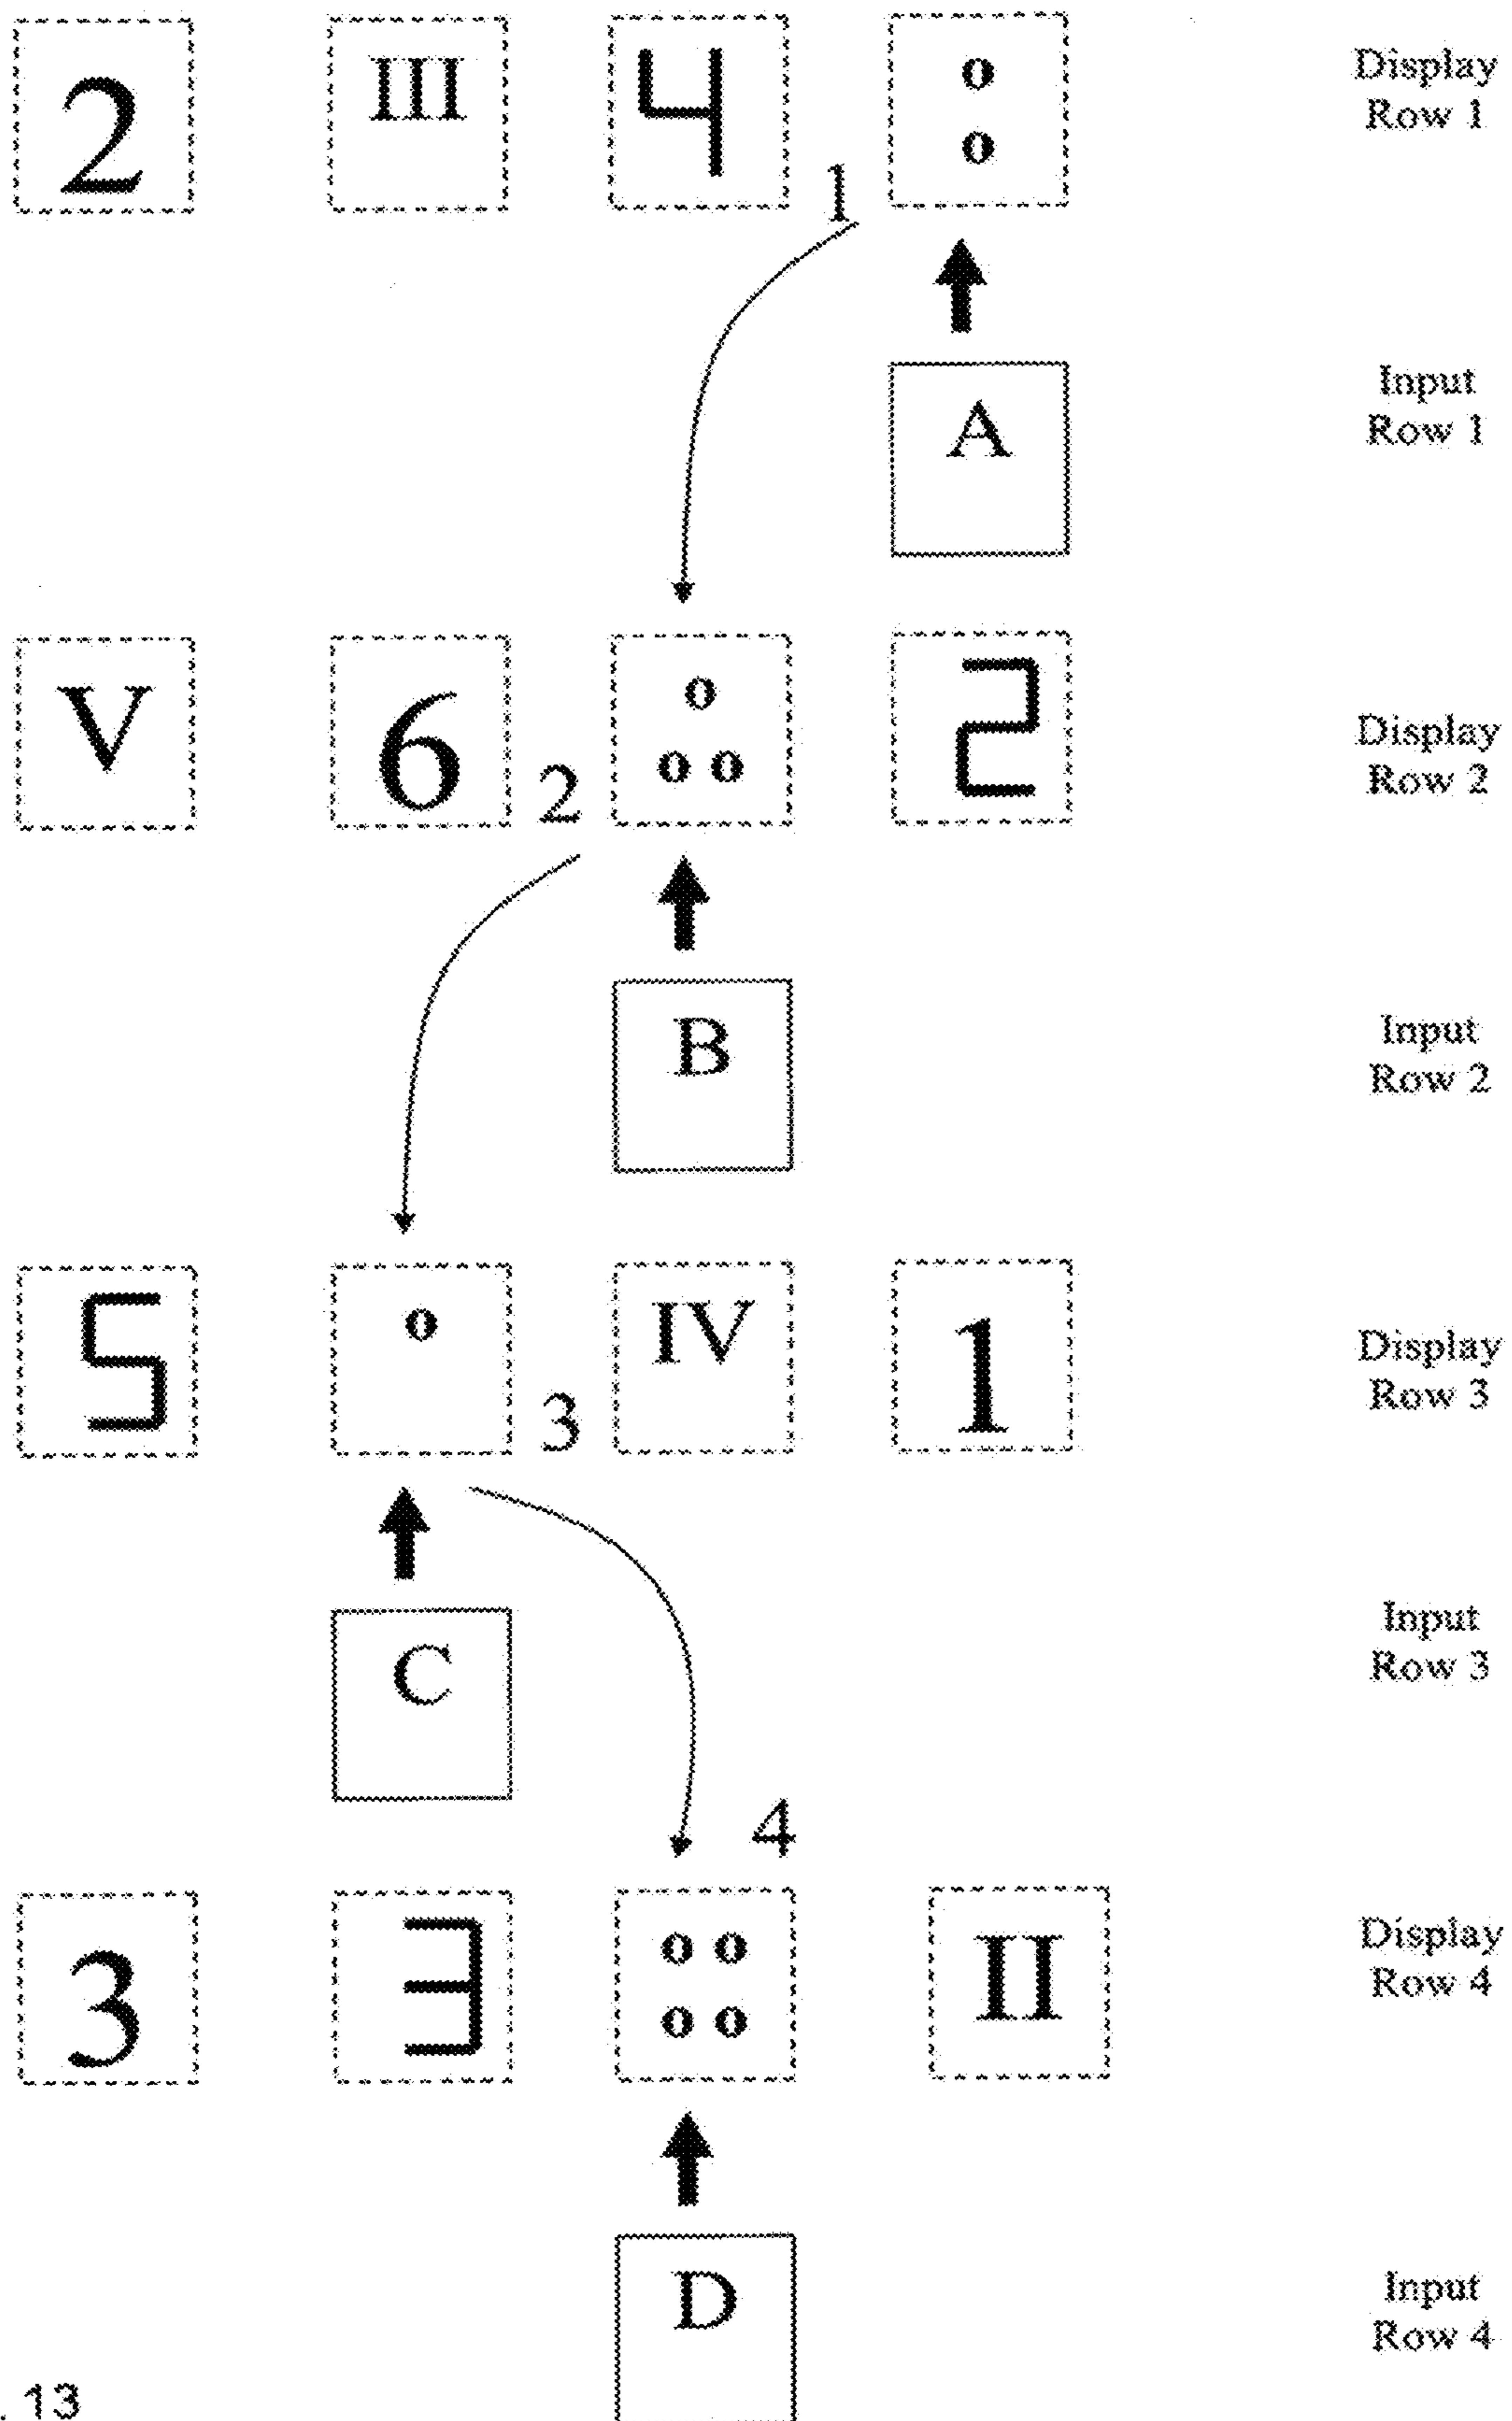 2 III 4 o
o
Display
Row 1
1
A
Input
Row 1
V 6 o
o o
2
Display
Row 2
2
B
Input
Row 2
5 o IV 1
Display
Row 3
3
C
Input
Row 3
4
3 3 o o
o o
II
Display
Row 4
D
Input
Row 4
. 13